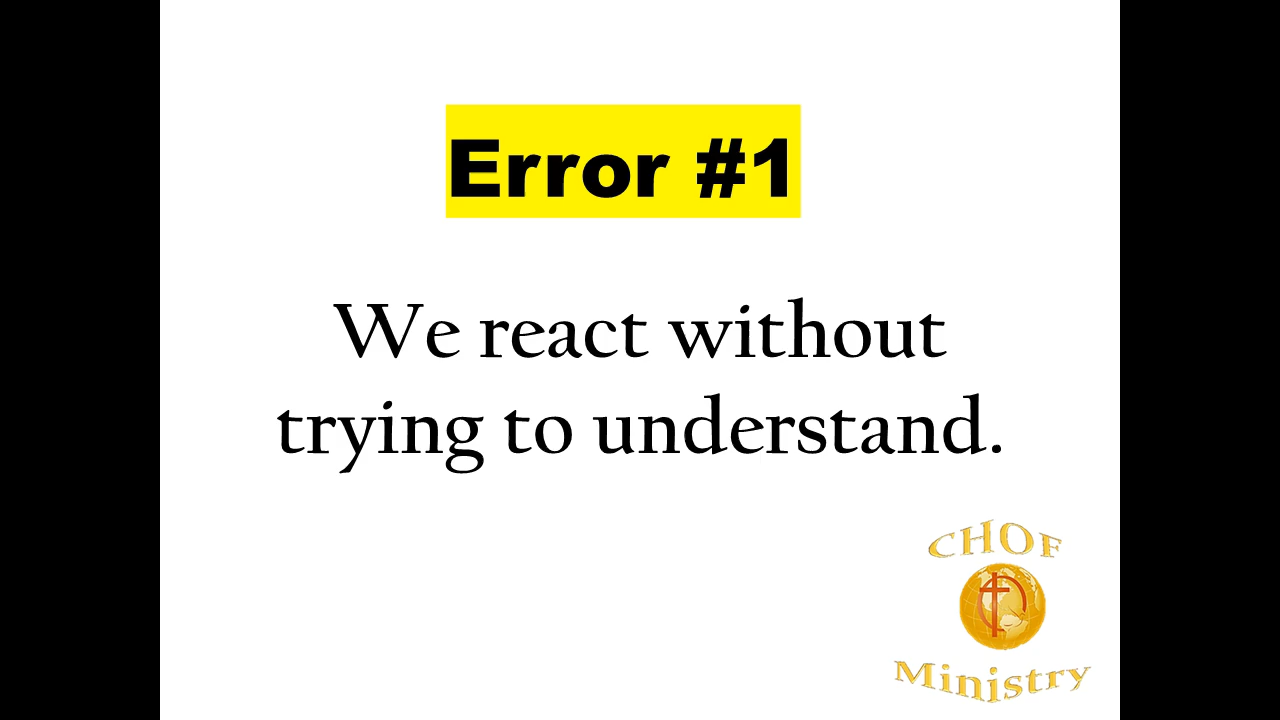 Error #1
We react without
trying to understand.
CHOF
Ministry